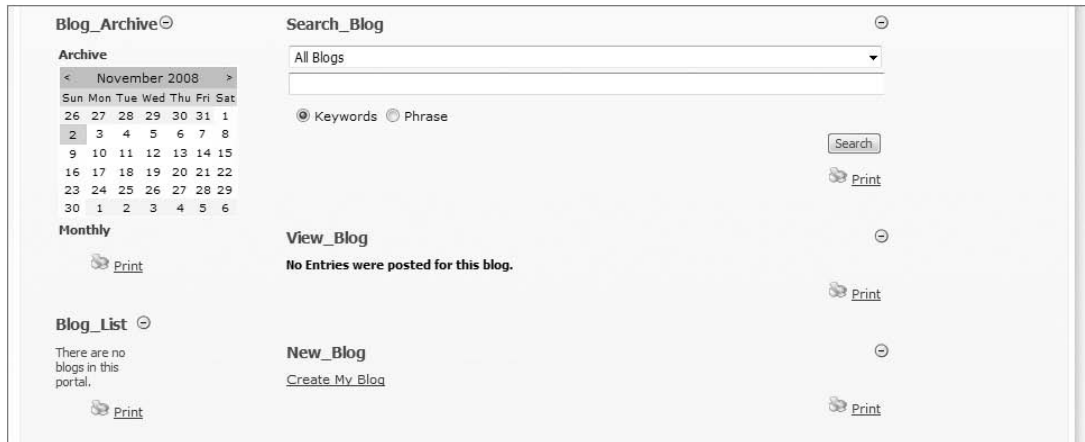 Blog_Archive
Archive
< November 2008 >
Sun Mon Tue Wed Thu Fri Sat
26 27 28 29 30 31 1
2 3 4 5 6 7 8
9 10 11 12 13 14 15
16 17 18 19 20 21 22
23 24 25 26 27 28 29
30 1 2 3 4 5 6
Monthly
Print
Blog_List
There are no
blogs in this
portal.
Print
Search_Blog
All Blogs
Keywords Phrase
Search
Print
View_Blog
No Entries were posted for this blog.
Print
New_Blog
Create My Blog
Print